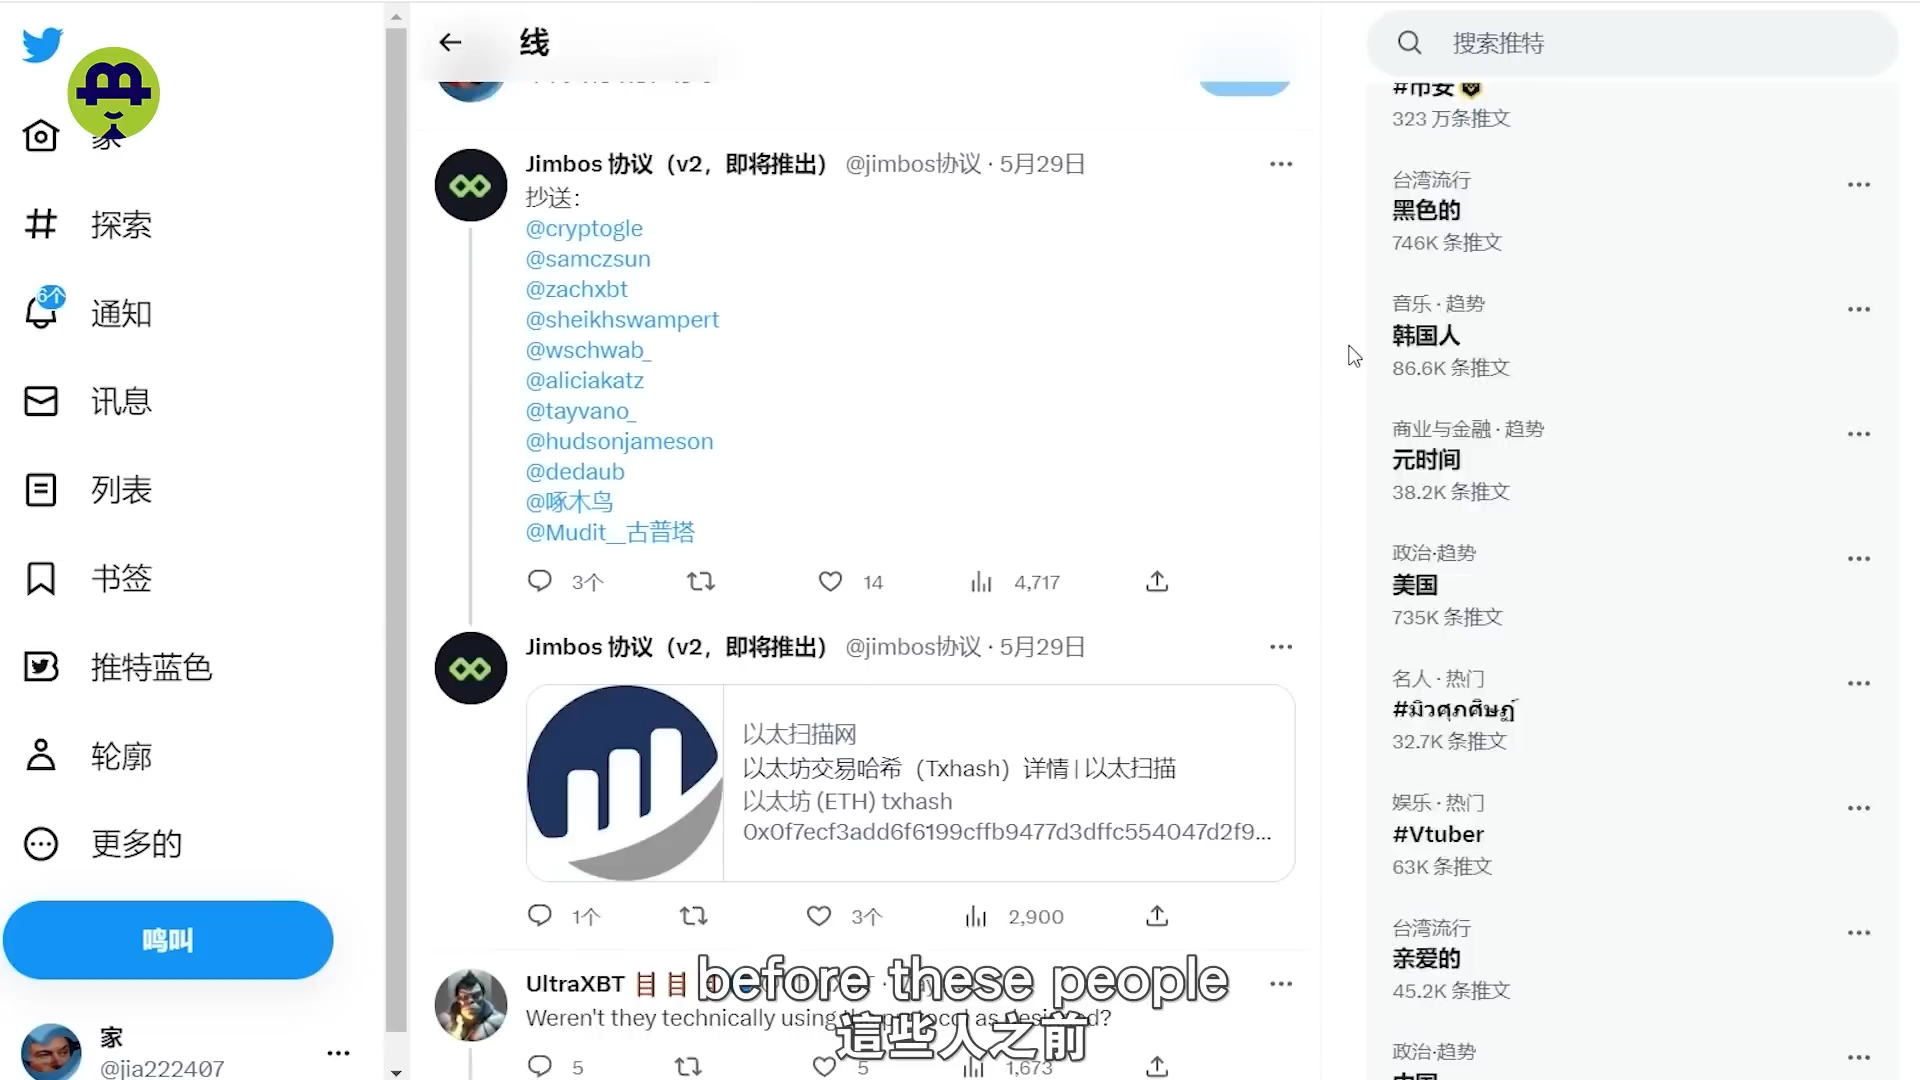 线
搜索推特
家
探索
6个
通知
讯息
列表
书签
推特蓝色
轮廓
更多的
鸣叫
家
@jia222407
Jimbos 协议（v2，即将推出） @jimbos协议 · 5月29日
抄送：
@cryptogle
@samczsun
@zachxbt
@sheikhswampert
@wschwab_
@aliciakatz
@tayvano_
@hudsonjameson
@dedaub
@啄木鸟
@Mudit__古普塔
3个 14 4,717
Jimbos 协议（v2，即将推出） @jimbos协议 · 5月29日
以太扫描网
以太坊交易哈希（Txhash）详情 | 以太扫描
以太坊 (ETH) txhash
0x0f7ecf3add6f6199cffb9477d3dffc554047d2f9...
1个 3个 2,900
UltraXBT
Weren't they technically using
5 5 1,673
before these people
這些人之前
#币安
323 万条推文
台湾流行
黑色的
746K 条推文
音乐 · 趋势
韩国人
86.6K 条推文
商业与金融 · 趋势
元时间
38.2K 条推文
政治·趋势
美国
735K 条推文
名人 · 热门
#มิวศุภศิษฏ์
32.7K 条推文
娱乐 · 热门
#Vtuber
63K 条推文
台湾流行
亲爱的
45.2K 条推文
政治·趋势